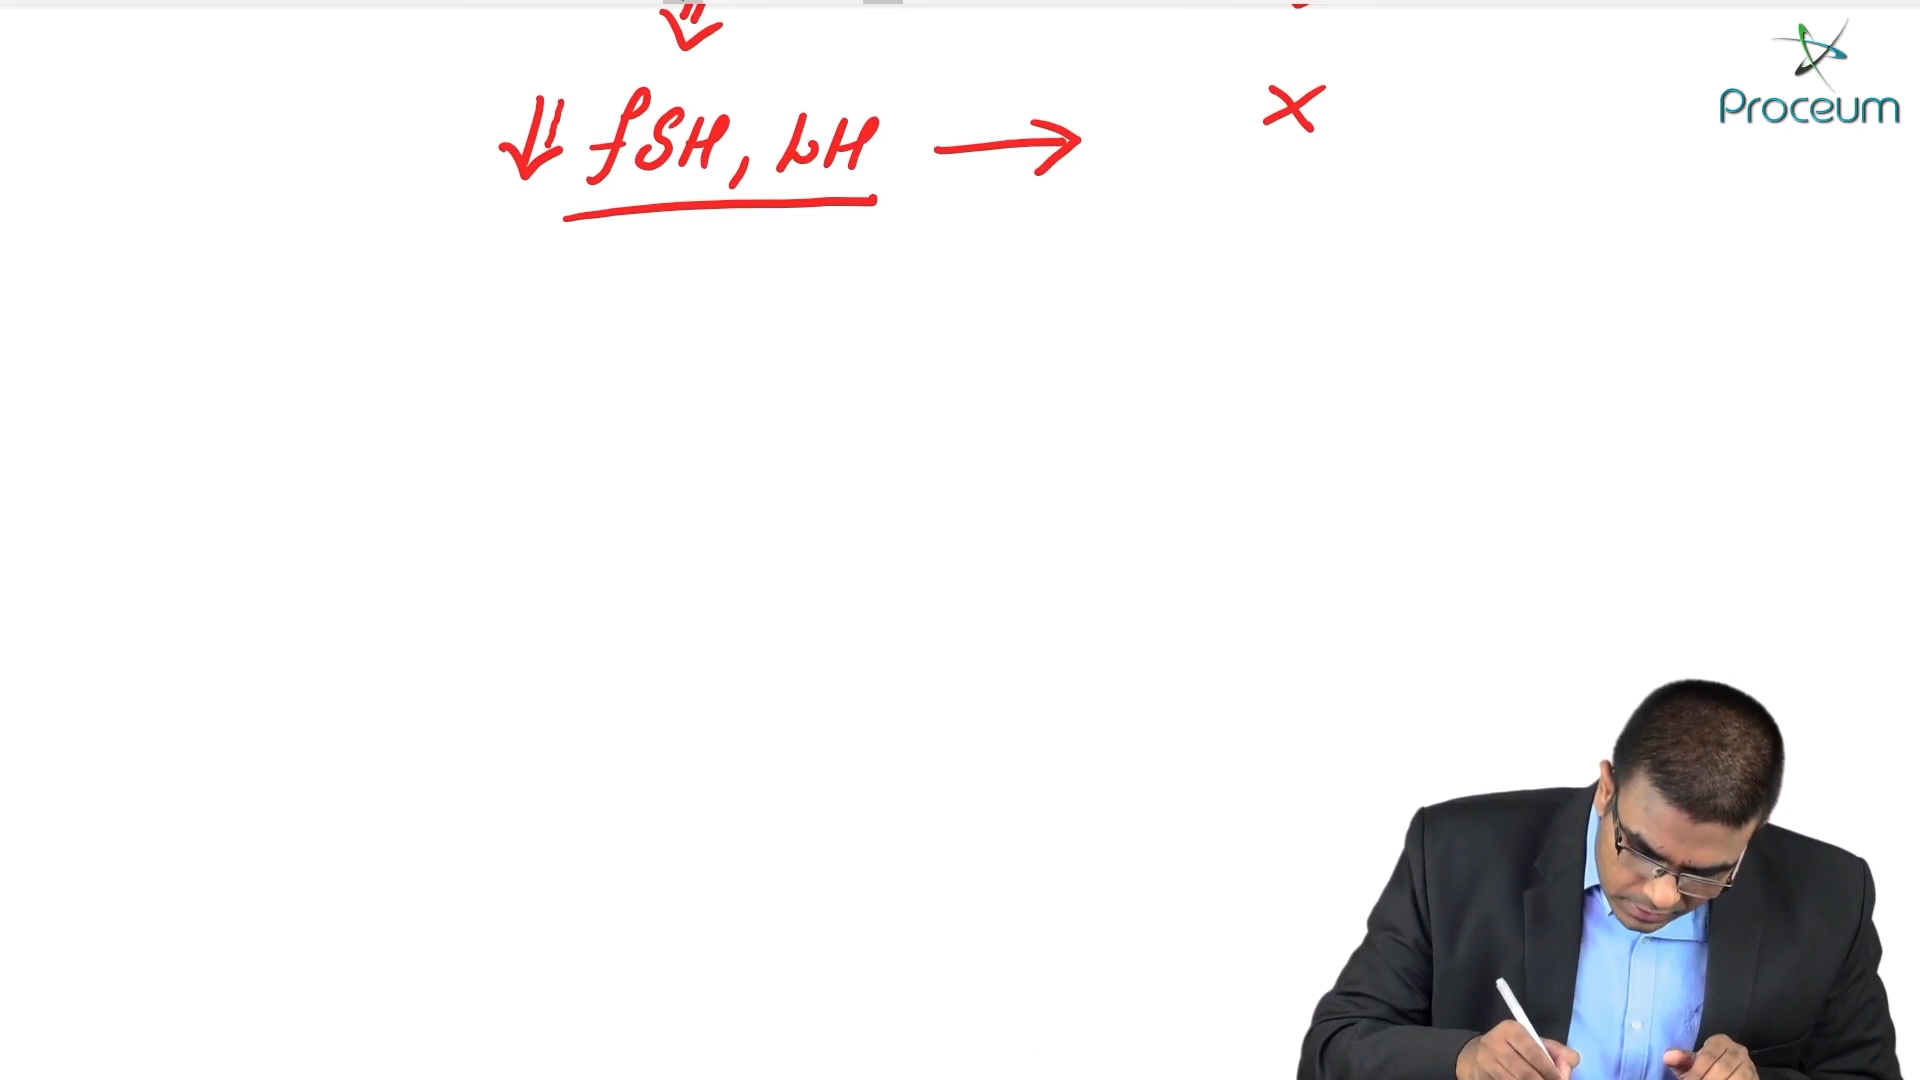 ↓↓ FSH, LH → X
Proceum